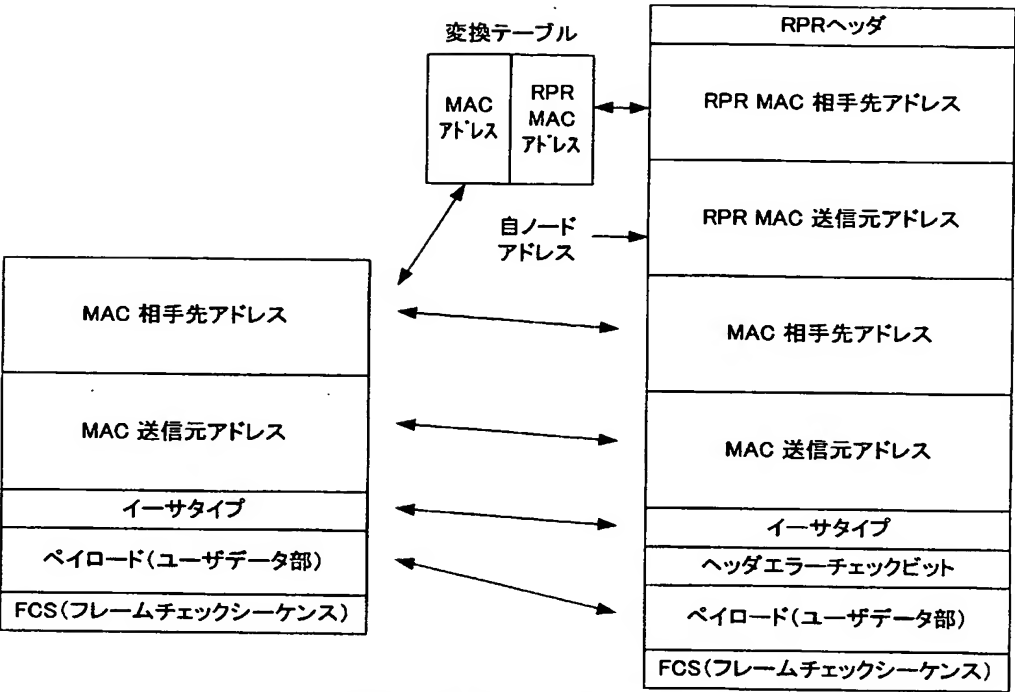 変換テーブル
MAC
アドレス
RPR
MAC
アドレス
自ノード
アドレス
MAC 相手先アドレス
MAC 送信元アドレス
イーサタイプ
ペイロード(ユーザデータ部)
FCS(フレームチェックシーケンス)
RPRヘッダ
RPR MAC 相手先アドレス
RPR MAC 送信元アドレス
MAC 相手先アドレス
MAC 送信元アドレス
イーサタイプ
ヘッダエラーチェックビット
ペイロード(ユーザデータ部)
FCS(フレームチェックシーケンス)